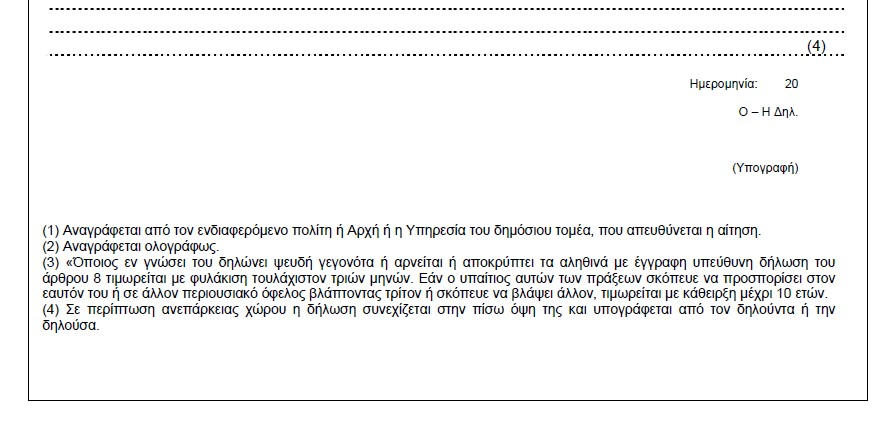 (4)
Ημερομηνία: 20
Ο – Η Δηλ.
(Υπογραφή)
(1) Αναγράφεται από τον ενδιαφερόμενο πολίτη ή Αρχή ή η Υπηρεσία του δημόσιου τομέα, που απευθύνεται η αίτηση.
(2) Αναγράφεται ολογράφως.
(3) «Όποιος εν γνώσει του δηλώνει ψευδή γεγονότα ή αρνείται ή αποκρύπτει τα αληθινά με έγγραφη υπεύθυνη δήλωση του
άρθρου 8 τιμωρείται με φυλάκιση τουλάχιστον τριών μηνών. Εάν ο υπαίτιος αυτών των πράξεων σκόπευε να προσπορίσει στον
εαυτόν του ή σε άλλον περιουσιακό όφελος βλάπτοντας τρίτον ή σκόπευε να βλάψει άλλον, τιμωρείται με κάθειρξη μέχρι 10 ετών.
(4) Σε περίπτωση ανεπάρκειας χώρου η δήλωση συνεχίζεται στην πίσω όψη της και υπογράφεται από τον δηλούντα ή την
δηλούσα.